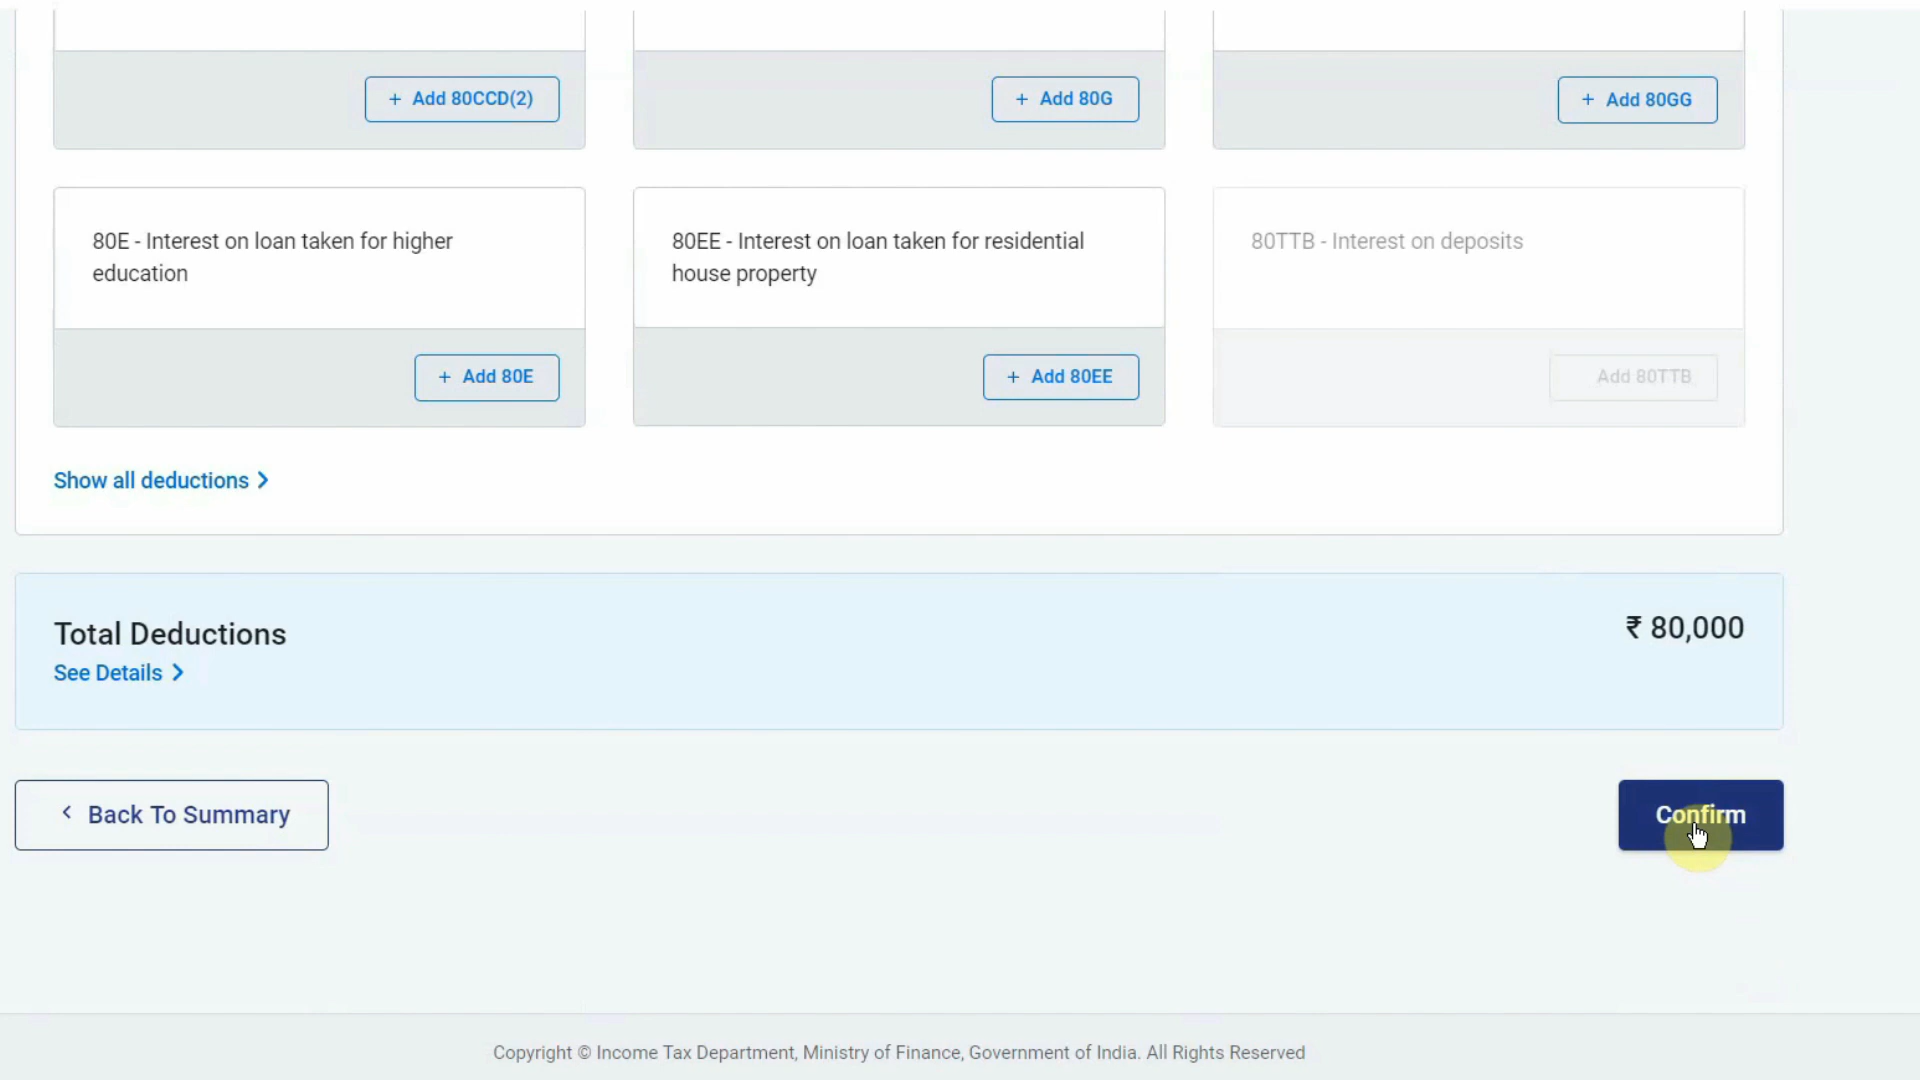 + Add 80CCD(2)
+ Add 80G
+ Add 80GG
80E - Interest on loan taken for higher
education
80EE - Interest on loan taken for residential
house property
80TTB - Interest on deposits
+ Add 80E
+ Add 80EE
Add 80TTB
Show all deductions >
Total Deductions
₹ 80,000
See Details >
< Back To Summary
Confirm
Copyright © Income Tax Department, Ministry of Finance, Government of India. All Rights Reserved